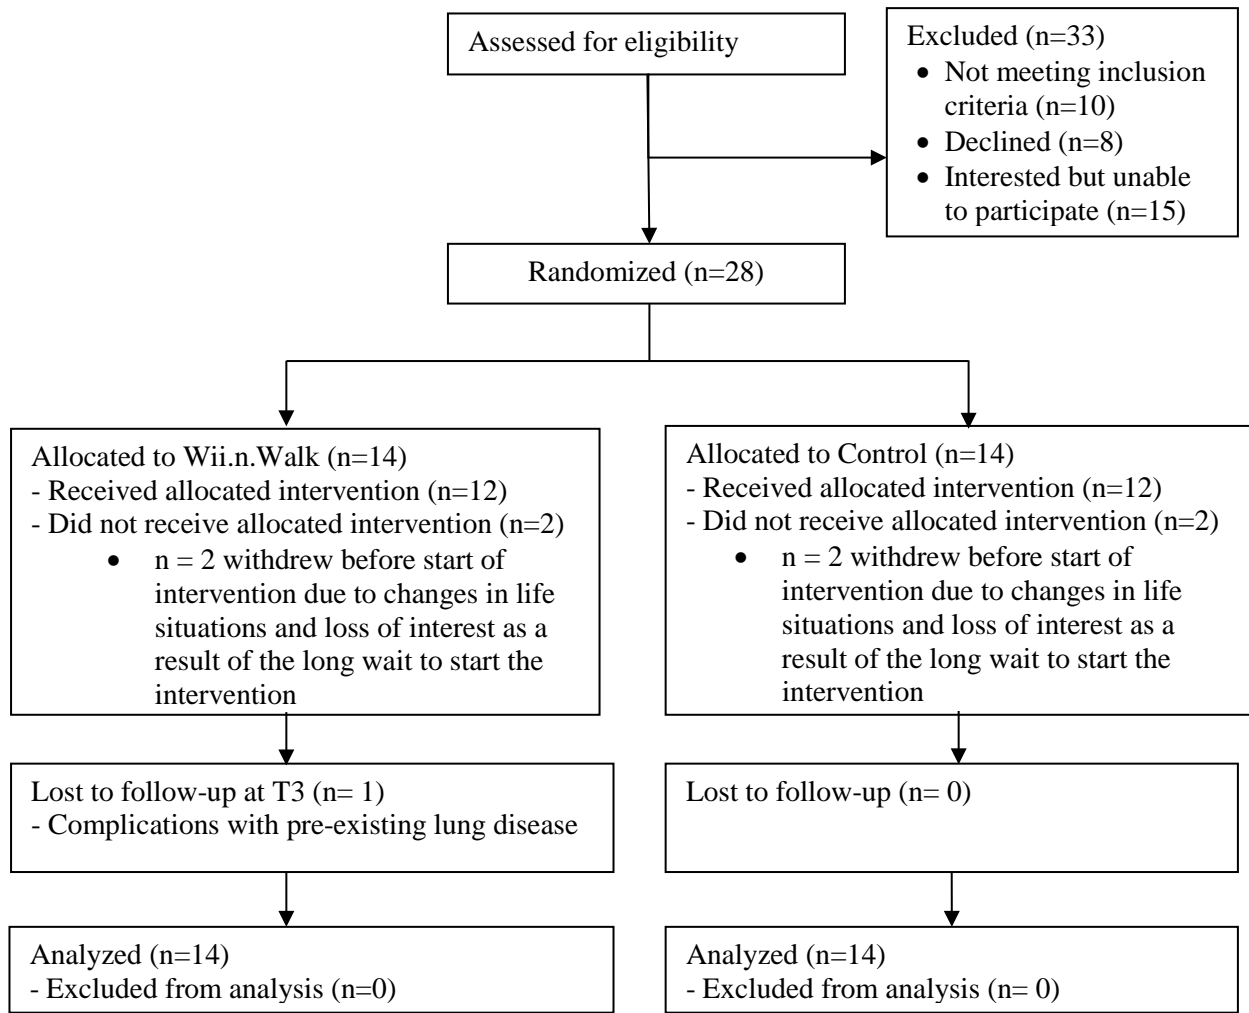 Assessed for eligibility
Excluded (n=33)
• Not meeting inclusion
criteria (n=10)
• Declined (n=8)
• Interested but unable
to participate (n=15)
Randomized (n=28)
Allocated to Wii.n.Walk (n=14)
- Received allocated intervention (n=12)
- Did not receive allocated intervention (n=2)
• n = 2 withdrew before start of
intervention due to changes in life
situations and loss of interest as a
result of the long wait to start the
intervention
Allocated to Control (n=14)
- Received allocated intervention (n=12)
- Did not receive allocated intervention (n=2)
• n = 2 withdrew before start of
intervention due to changes in life
situations and loss of interest as a
result of the long wait to start the
intervention
Lost to follow-up at T3 (n= 1)
- Complications with pre-existing lung disease
Lost to follow-up (n= 0)
Analyzed (n=14)
- Excluded from analysis (n=0)
Analyzed (n=14)
- Excluded from analysis (n= 0)